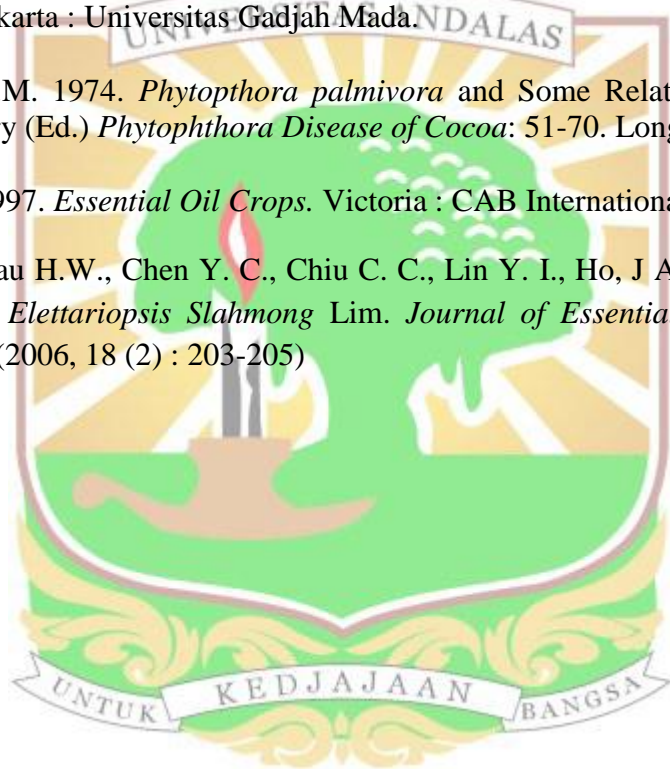 karta : Universitas Gadjah Mada.
UNIVERSITAS ANDALAS
M. 1974. Phytopthora palmivora and Some Relat
y (Ed.) Phytophthora Disease of Cocoa: 51-70. Long
997. Essential Oil Crops. Victoria : CAB Internationa
au H.W., Chen Y. C., Chiu C. C., Lin Y. I., Ho, J A
Elettariopsis Slahmong Lim. Journal of Essentia
(2006, 18 (2) : 203-205)
UNTUK KEDJAJAAN BANGSA